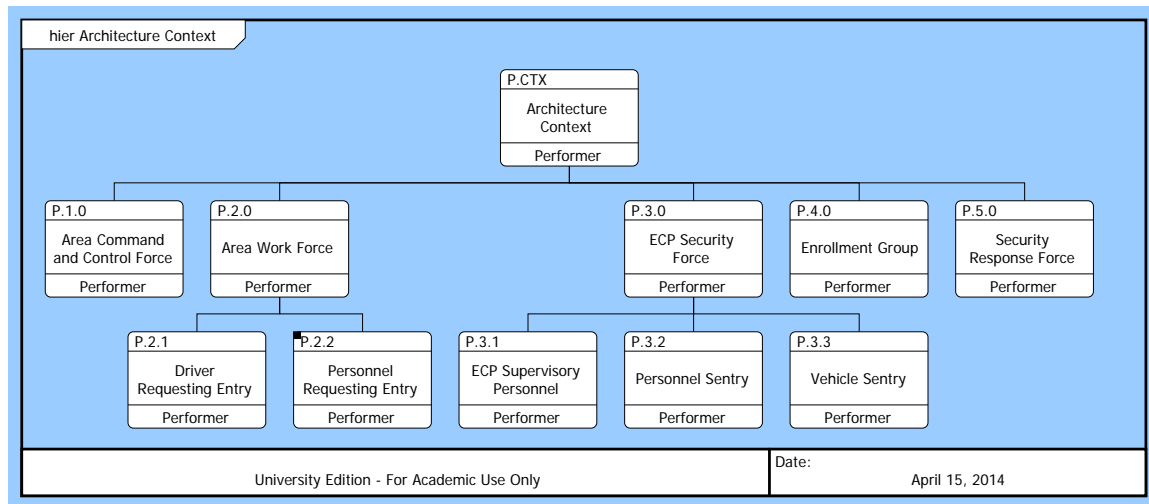 hier Architecture Context
P.CTX
Architecture
Context
Performer
P.1.0
Area Command
and Control Force
Performer
P.2.0
Area Work Force
Performer
P.3.0
ECP Security
Force
Performer
P.4.0
Enrollment Group
Performer
P.5.0
Security
Response Force
Performer
P.2.1
Driver
Requesting Entry
Performer
P.2.2
Personnel
Requesting Entry
Performer
P.3.1
ECP Supervisory
Personnel
Performer
P.3.2
Personnel Sentry
Performer
P.3.3
Vehicle Sentry
Performer
University Edition - For Academic Use Only
Date:
April 15, 2014